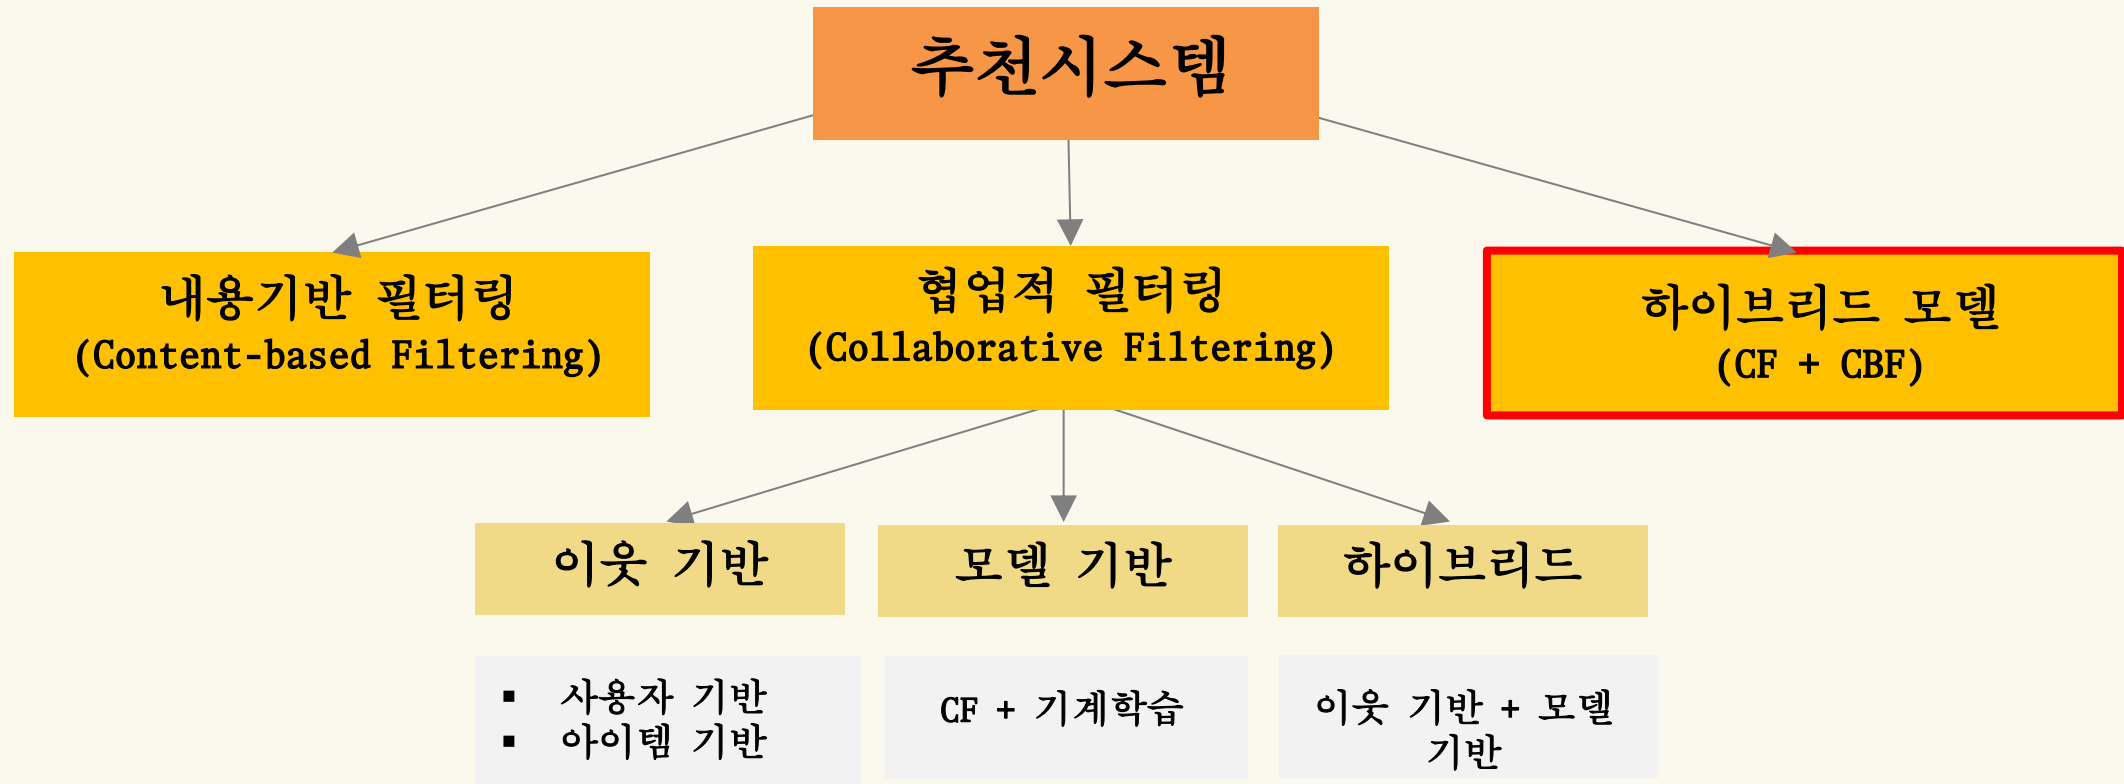 추천시스템
내용기반 필터링
(Content-based Filtering)
협업적 필터링
(Collaborative Filtering)
하이브리드 모델
(CF + CBF)
이웃 기반
모델 기반
하이브리드
▪ 사용자 기반
▪ 아이템 기반
CF + 기계학습
이웃 기반 + 모델
기반